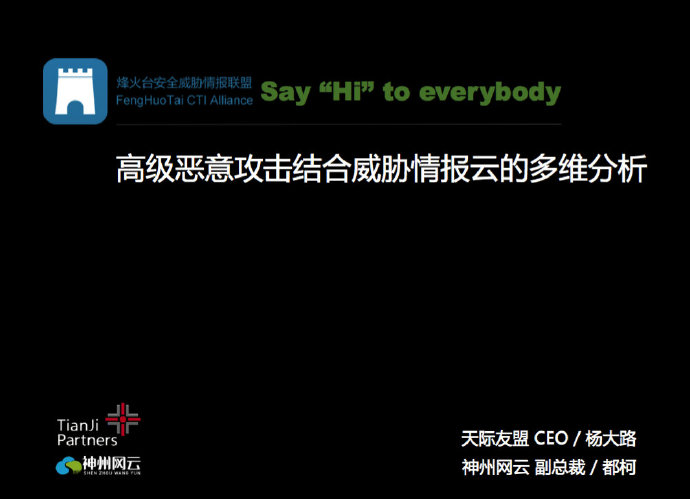 烽火台安全威胁情报联盟
FengHuoTai CTI Alliance
Say “Hi” to everybody
高级恶意攻击结合威胁情报云的多维分析
TianJi
Partners
神州网云
SHEN ZHOU WANG YUN
天际友盟 CEO / 杨大路
神州网云 副总裁 / 都柯